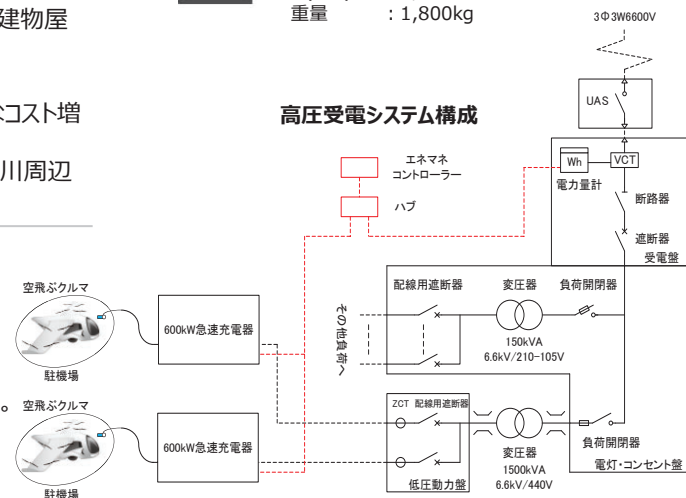 建物屋
重量 : 1,800kg
コスト増
川周辺
。
高圧受電システム構成
3Φ3W6600V
UAS
Wh
VCT
電力量計
断路器
遮断器
受電盤
エネマネ
コントローラー
ハブ
配線用遮断器
変圧器
負荷開閉器
150kVA
6.6kV/210-105V
その他負荷へ
空飛ぶクルマ
駐機場
600kW急速充電器
空飛ぶクルマ
駐機場
600kW急速充電器
ZCT 配線用遮断器
低圧動力盤
変圧器
1500kVA
6.6kV/440V
負荷開閉器
電灯・コンセント盤